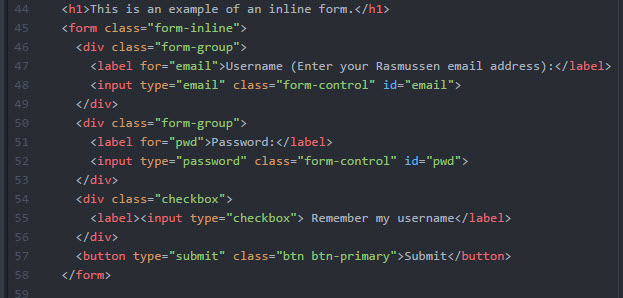 44 <h1>This is an example of an inline form.</h1>
45 <form class="form-inline">
46 <div class="form-group">
47 <label for="email">Username (Enter your Rasmussen email address):</label>
48 <input type="email" class="form-control" id="email">
49 </div>
50 <div class="form-group">
51 <label for="pwd">Password:</label>
52 <input type="password" class="form-control" id="pwd">
53 </div>
54 <div class="checkbox">
55 <label><input type="checkbox"> Remember my username</label>
56 </div>
57 <button type="submit" class="btn btn-primary">Submit</button>
58 </form>
59